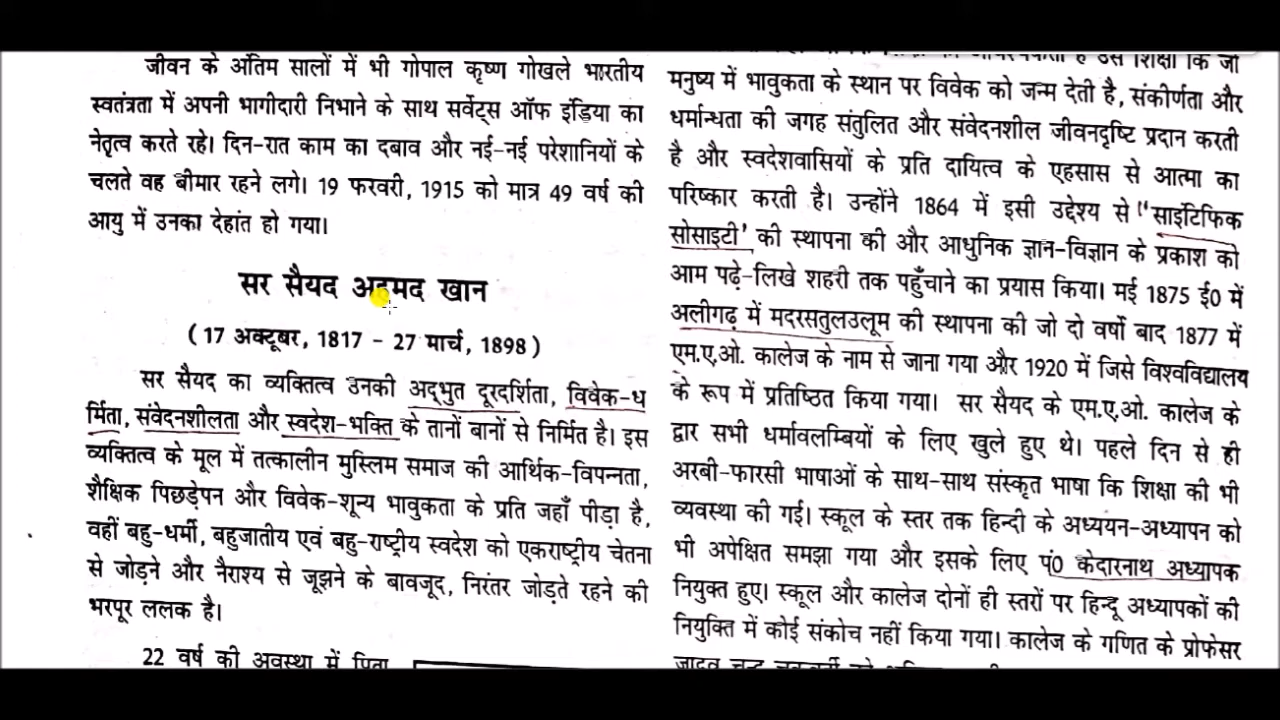 जीवन के अंतिम सालों में भी गोपाल कृष्ण गोखले भारतीय
स्वतंत्रता में अपनी भागीदारी निभाने के साथ सर्वेट्स ऑफ इंड़िया का
नेतृत्व करते रहे। दिन-रात काम का दबाव और नई-नई परेशानियों के
चलते वह बीमार रहने लगे। 19 फरवरी, 1915 को मात्र 49 वर्ष की
आयु में उनका देहांत हो गया।
सर सैयद अहमद खान
( 17 अक्टूबर, 1817 - 27 मार्च, 1898 )
सर सैयद का व्यक्तित्व उनकी अद्भुत दूरदर्शिता, विवेक-ध
र्मिता, संवेदनशीलता और स्वदेश-भक्ति के तानों बानों से निर्मित है। इस
व्यक्तित्व के मूल में तत्कालीन मुस्लिम समाज की आर्थिक-विपन्नता,
शैक्षिक पिछड़ेपन और विवेक-शून्य भावुकता के प्रति जहाँ पीड़ा है,
वहीं बहु-धर्मी, बहुजातीय एवं बहु-राष्ट्रीय स्वदेश को एकराष्ट्रीय चेतना
से जोड़ने और नैराश्य से जूझने के बावजूद, निरंतर जोड़ते रहने की
भरपूर ललक है।
22 वर्ष की अवस्था में पिता
है उस शिक्षा कि जो
मनुष्य में भावुकता के स्थान पर विवेक को जन्म देती है, संकीर्णता और
धर्मान्धता की जगह संतुलित और संवेदनशील जीवनदृष्टि प्रदान करती
है और स्वदेशवासियों के प्रति दायित्व के एहसास से आत्मा का
परिष्कार करती है। उन्होंने 1864 में इसी उद्देश्य से ''साइंटिफिक
सोसाइटी' की स्थापना की और आधुनिक ज्ञान-विज्ञान के प्रकाश को
आम पढ़े-लिखे शहरी तक पहुँचाने का प्रयास किया। मई 1875 ई0 में
अलीगढ़ में मदरसतुलउलूम की स्थापना की जो दो वर्षो बाद 1877 में
एम.ए.ओ. कालेज के नाम से जाना गया और 1920 में जिसे विश्वविद्यालय
के रूप में प्रतिष्ठित किया गया। सर सैयद के एम.ए.ओ. कालेज के
द्वार सभी धर्मावलम्बियों के लिए खुले हुए थे। पहले दिन से ही
अरबी-फारसी भाषाओं के साथ-साथ संस्कृत भाषा कि शिक्षा की भी
व्यवस्था की गई। स्कूल के स्तर तक हिन्दी के अध्ययन-अध्यापन को
भी अपेक्षित समझा गया और इसके लिए पं0 केदारनाथ अध्यापक
नियुक्त हुए। स्कूल और कालेज दोनों ही स्तरों पर हिन्दू अध्यापकों की
नियुक्ति में कोई संकोच नहीं किया गया। कालेज के गणित के प्रोफेसर